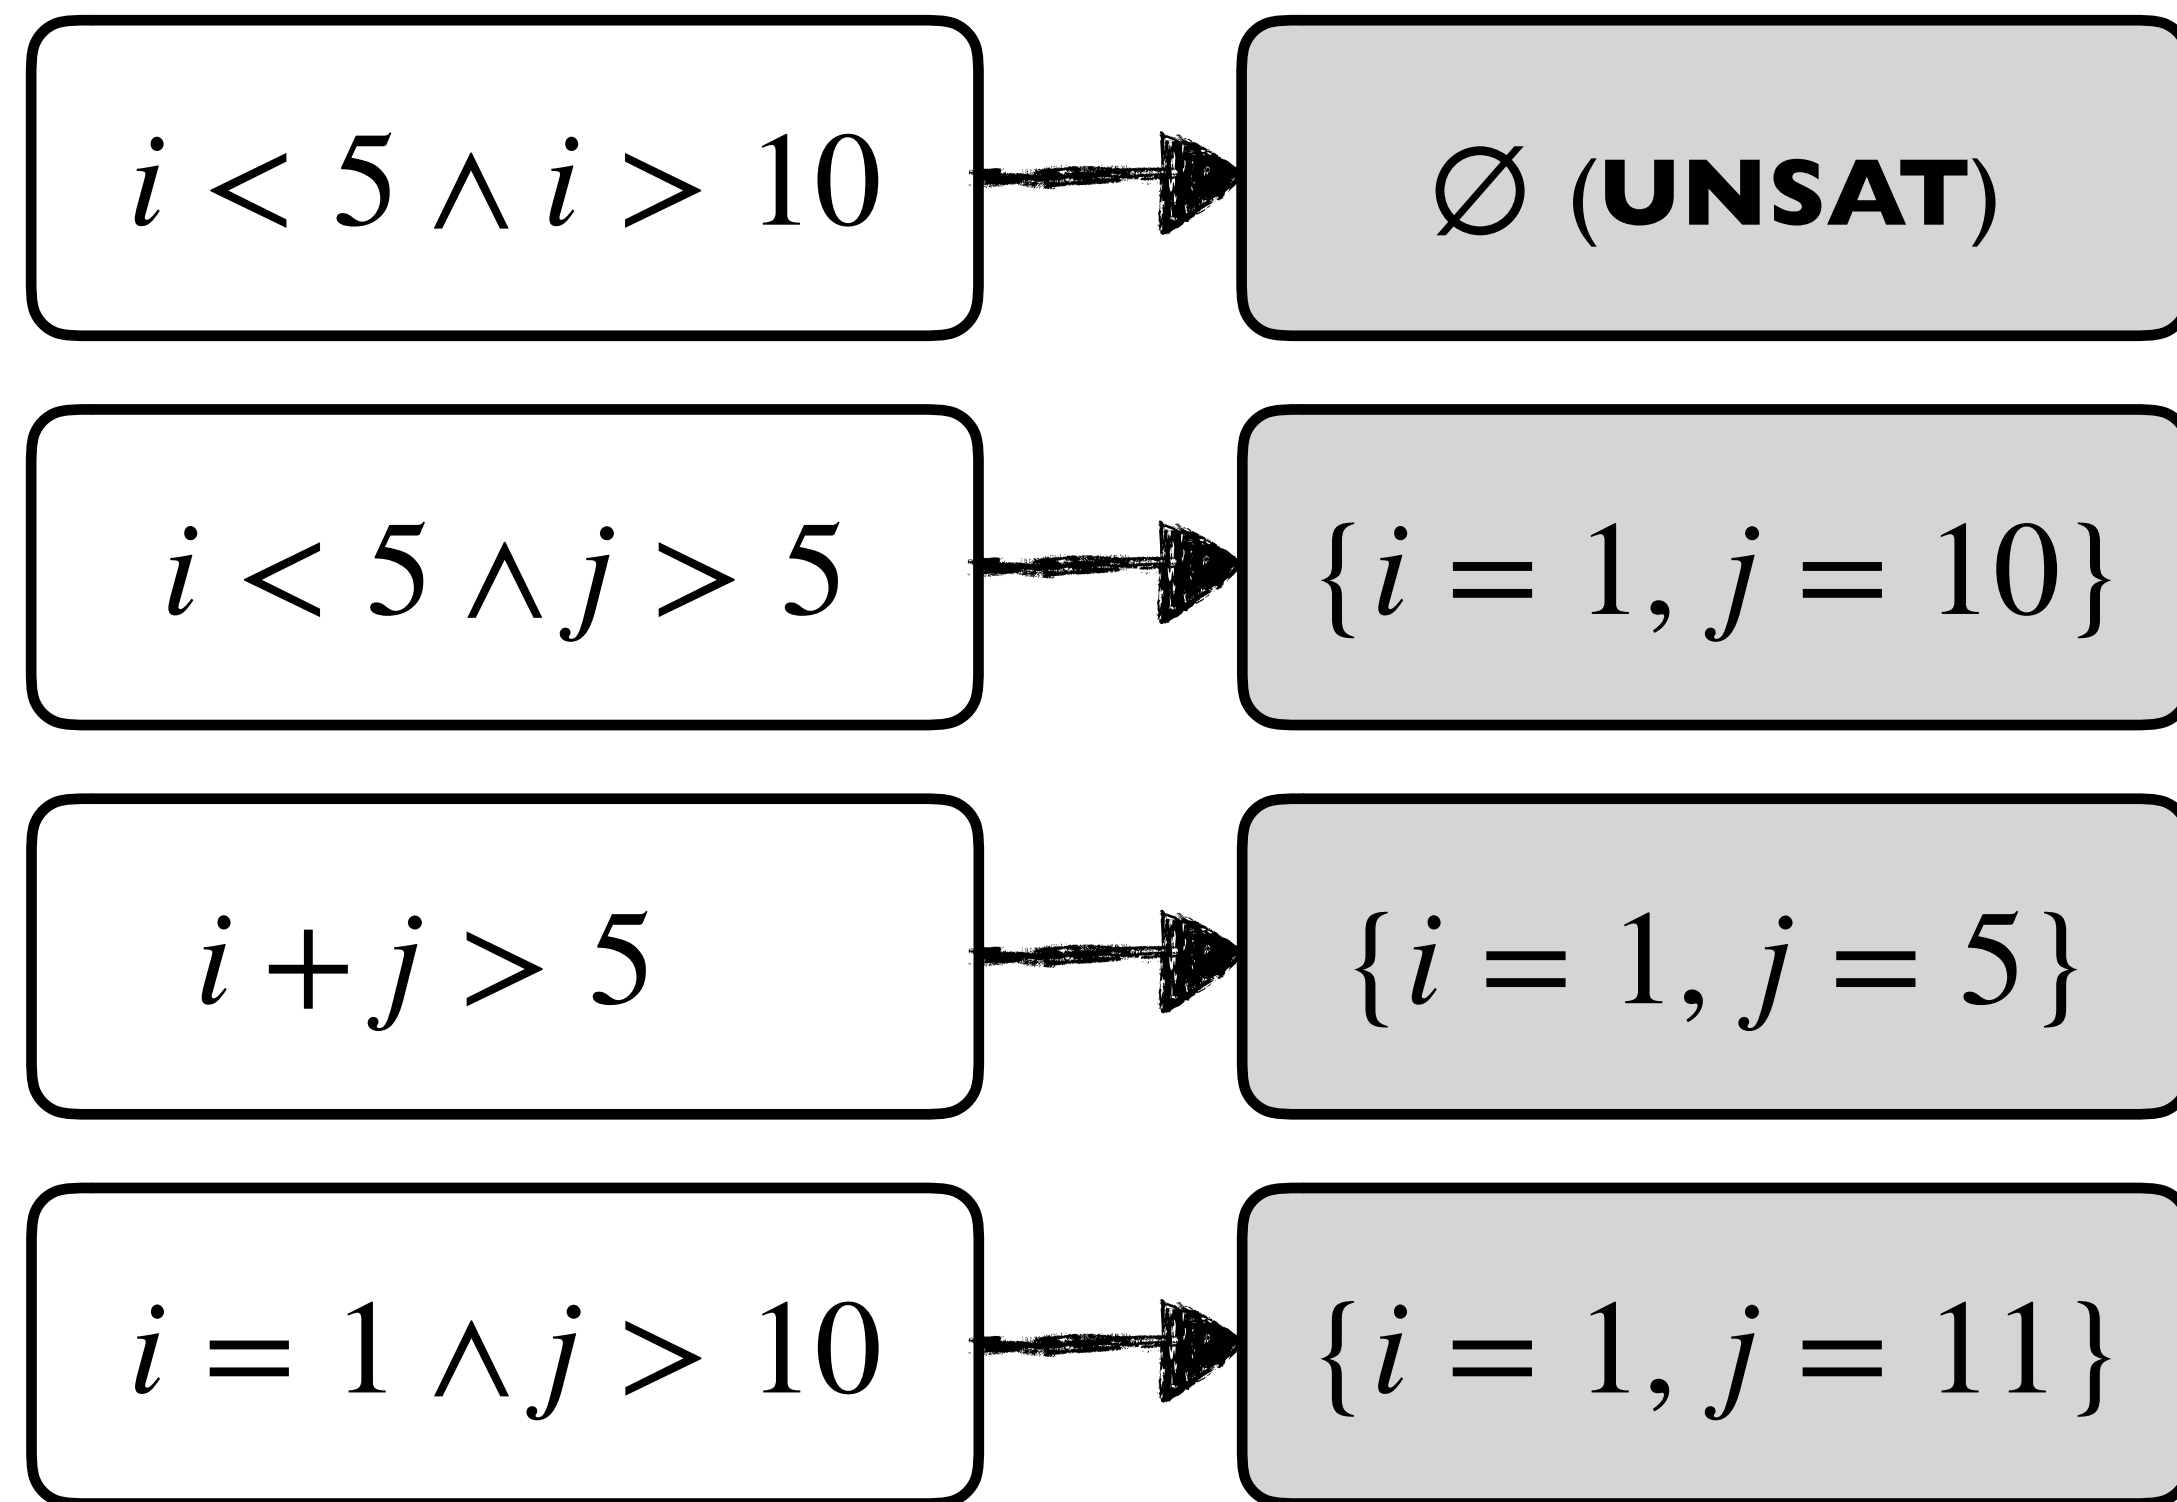 i < 5 ∧ i > 10
∅ (UNSAT)
i < 5 ∧ j > 5
{i = 1, j = 10}
i + j > 5
{i = 1, j = 5}
i = 1 ∧ j > 10
{i = 1, j = 11}